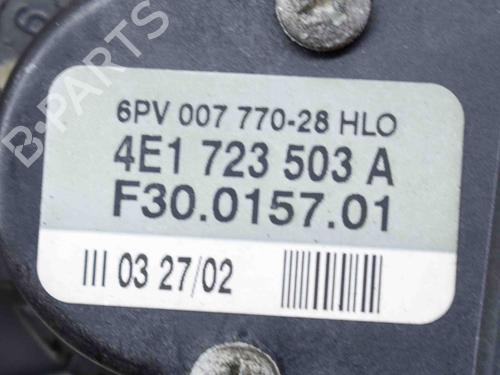 B-PARTS
6PV 007 770-28 HLO
4E1 723 503 A
F30.0157.01
III 03 27/02